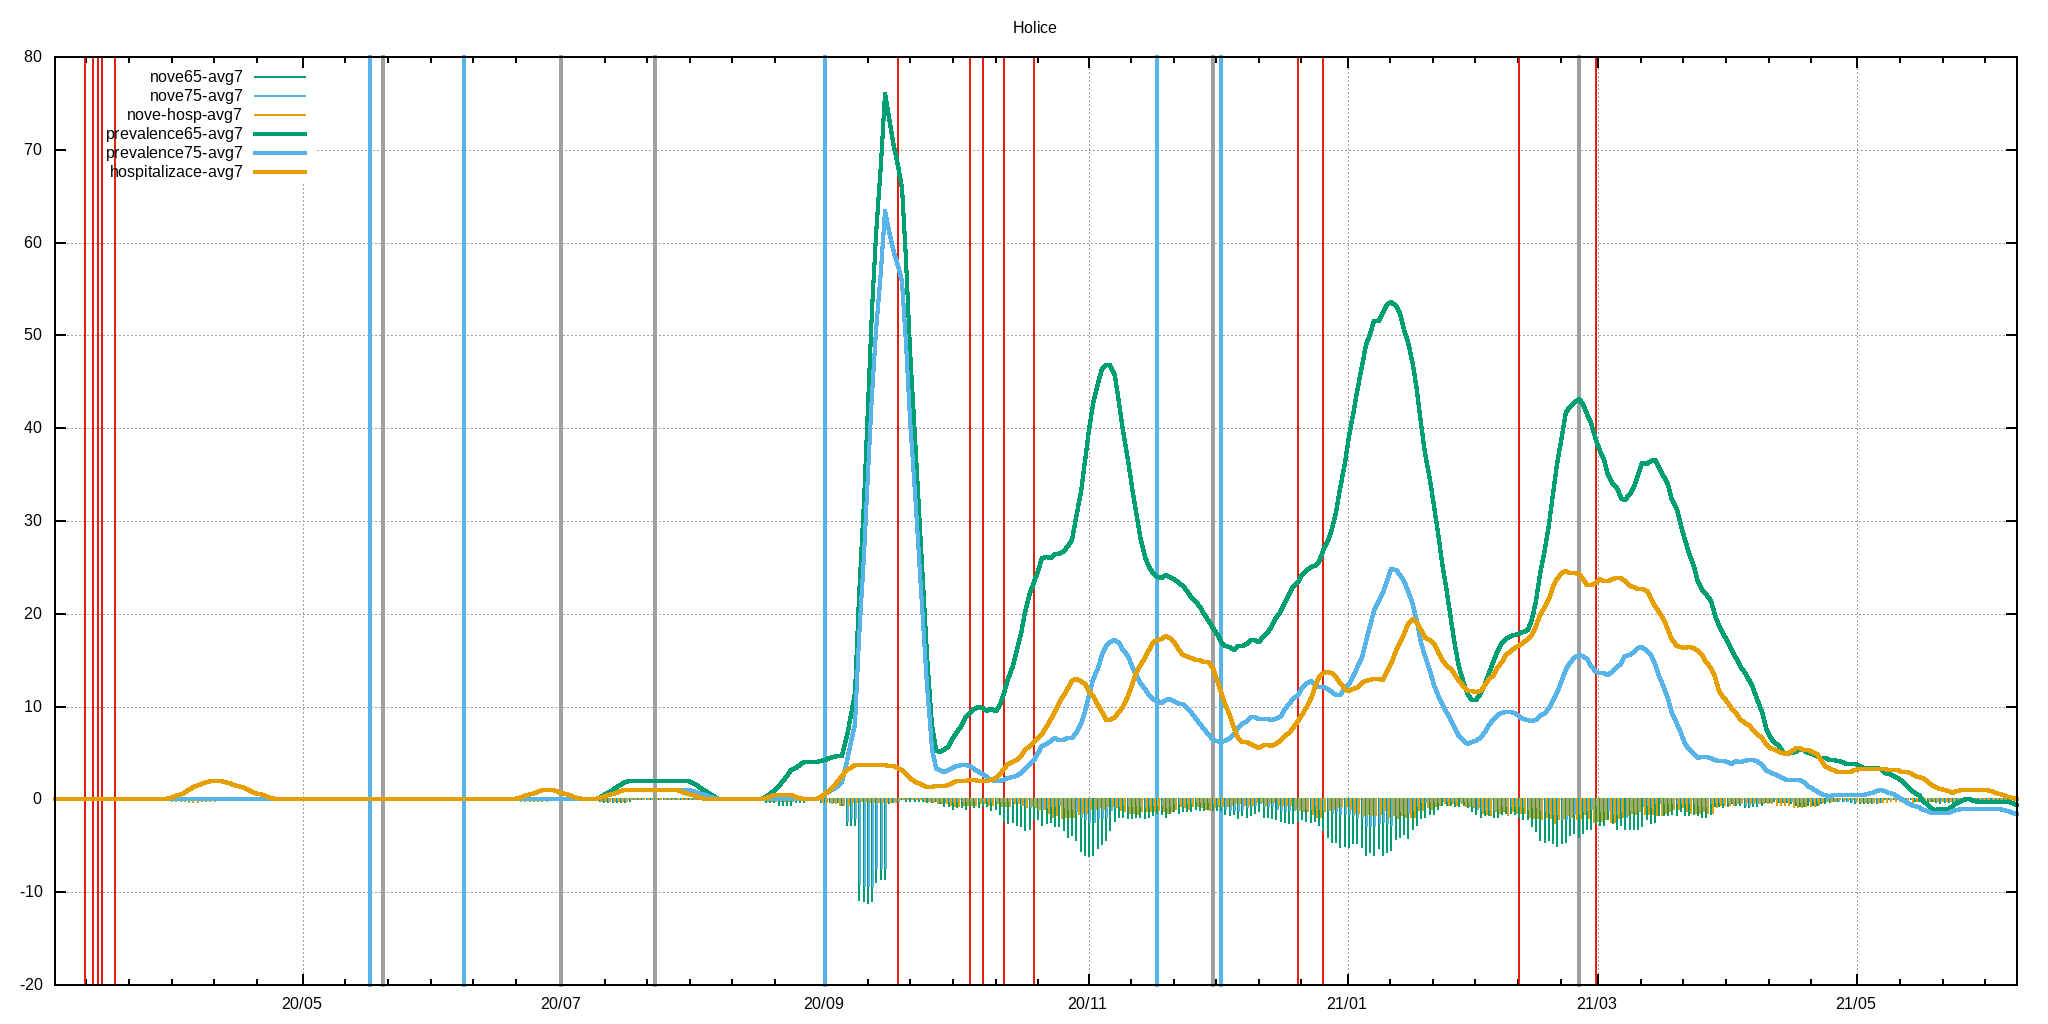 Holice
80
nove65-avg7
nove75-avg7
nove-hosp-avg7
prevalence65-avg7
70
prevalence75-avg7
hospitalizace-avg7
60
50
40
30
20
10
0
-10
-20
20/05 20/07 20/09 20/11 21/01 21/03 21/05